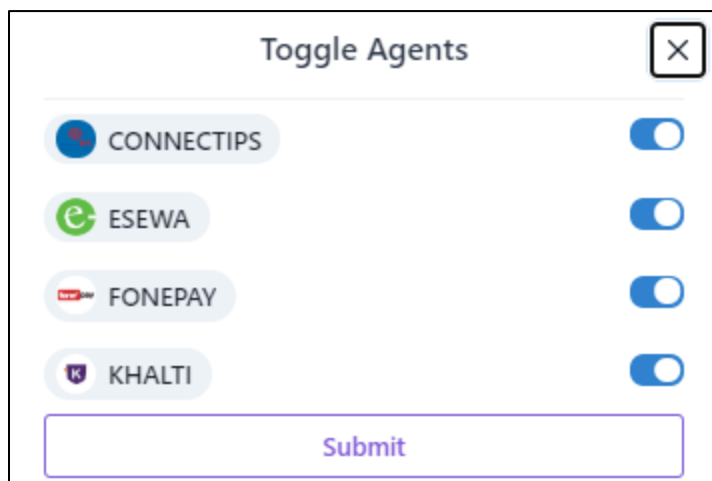 Toggle Agents
CONNECTIPS
ESEWA
FONEPAY
KHALTI
Submit